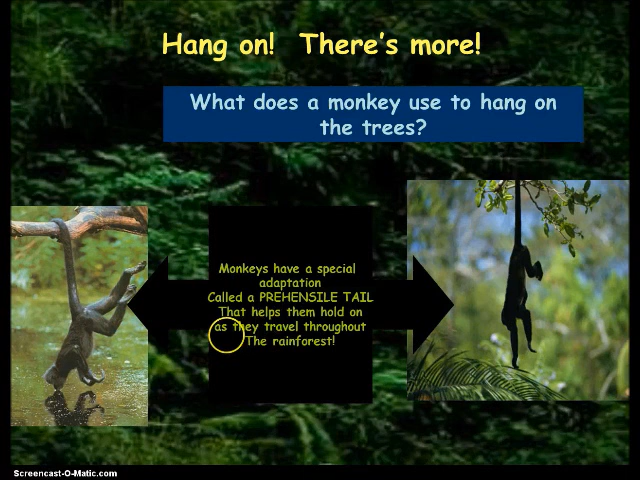 Hang on!  There's more!
What does a monkey use to hang on
the trees?
Monkeys have a special
adaptation
Called a PREHENSILE TAIL
That helps them hold on
as they travel throughout
The rainforest!
Screencast-O-Matic.com